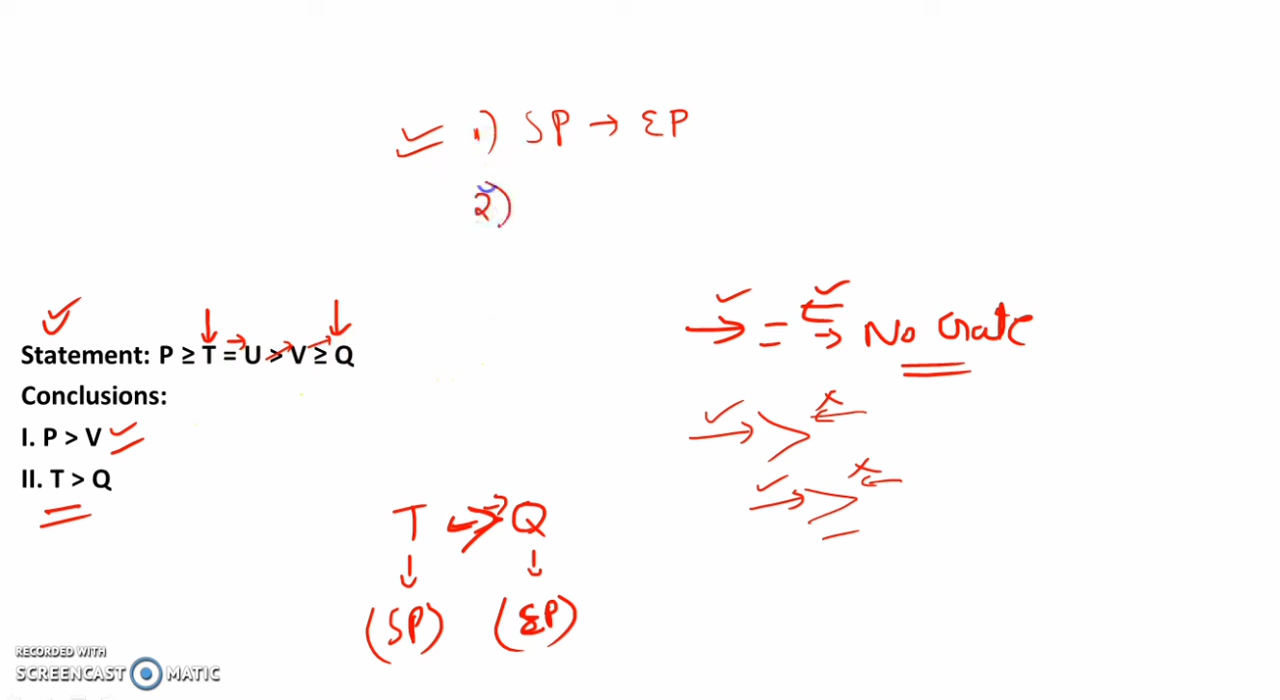 1) SP → EP
2)
→ = No Gate
Statement: P ≥ T = U > V ≥ Q
Conclusions:
I. P > V
II. T > Q
T Q
(SP) (EP)
RECORDED WITH
SCREENCAST MATIC